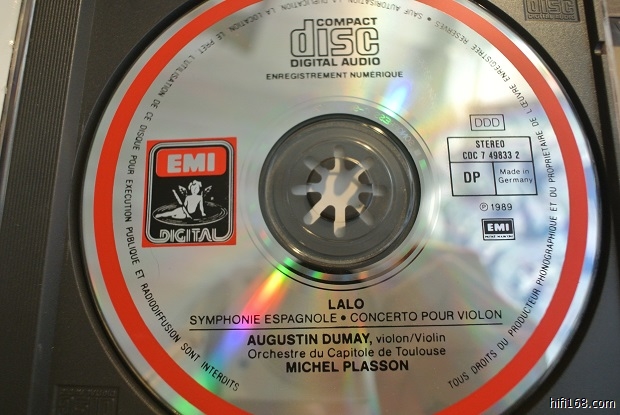 COMPACT
disc
DIGITAL AUDIO
ENREGISTREMENT NUMERIQUE
TOUS DROITS DU PRODUCTEUR PHONOGRAPHIQUE ET DU PROPRIETAIRE DE L'ŒUVRE ENREGISTREE RESERVES • SAUF AUTORISATION LA DUPLICATION LA LOCATION LE PRET L'UTILISATION DE CE DISQUE POUR EXECUTION PUBLIQUE ET RADIODIFFUSION SONT INTERDITS
DDD
STEREO
CDC 7 49833 2
DP
Made in
Germany
℗ 1989
EMI
EMI
DIGITAL
LALO
SYMPHONIE ESPAGNOLE • CONCERTO POUR VIOLON
AUGUSTIN DUMAY, violon/Violin
Orchestre du Capitole de Toulouse
MICHEL PLASSON
disc
DIGITAL AUDIO
hifi168.com